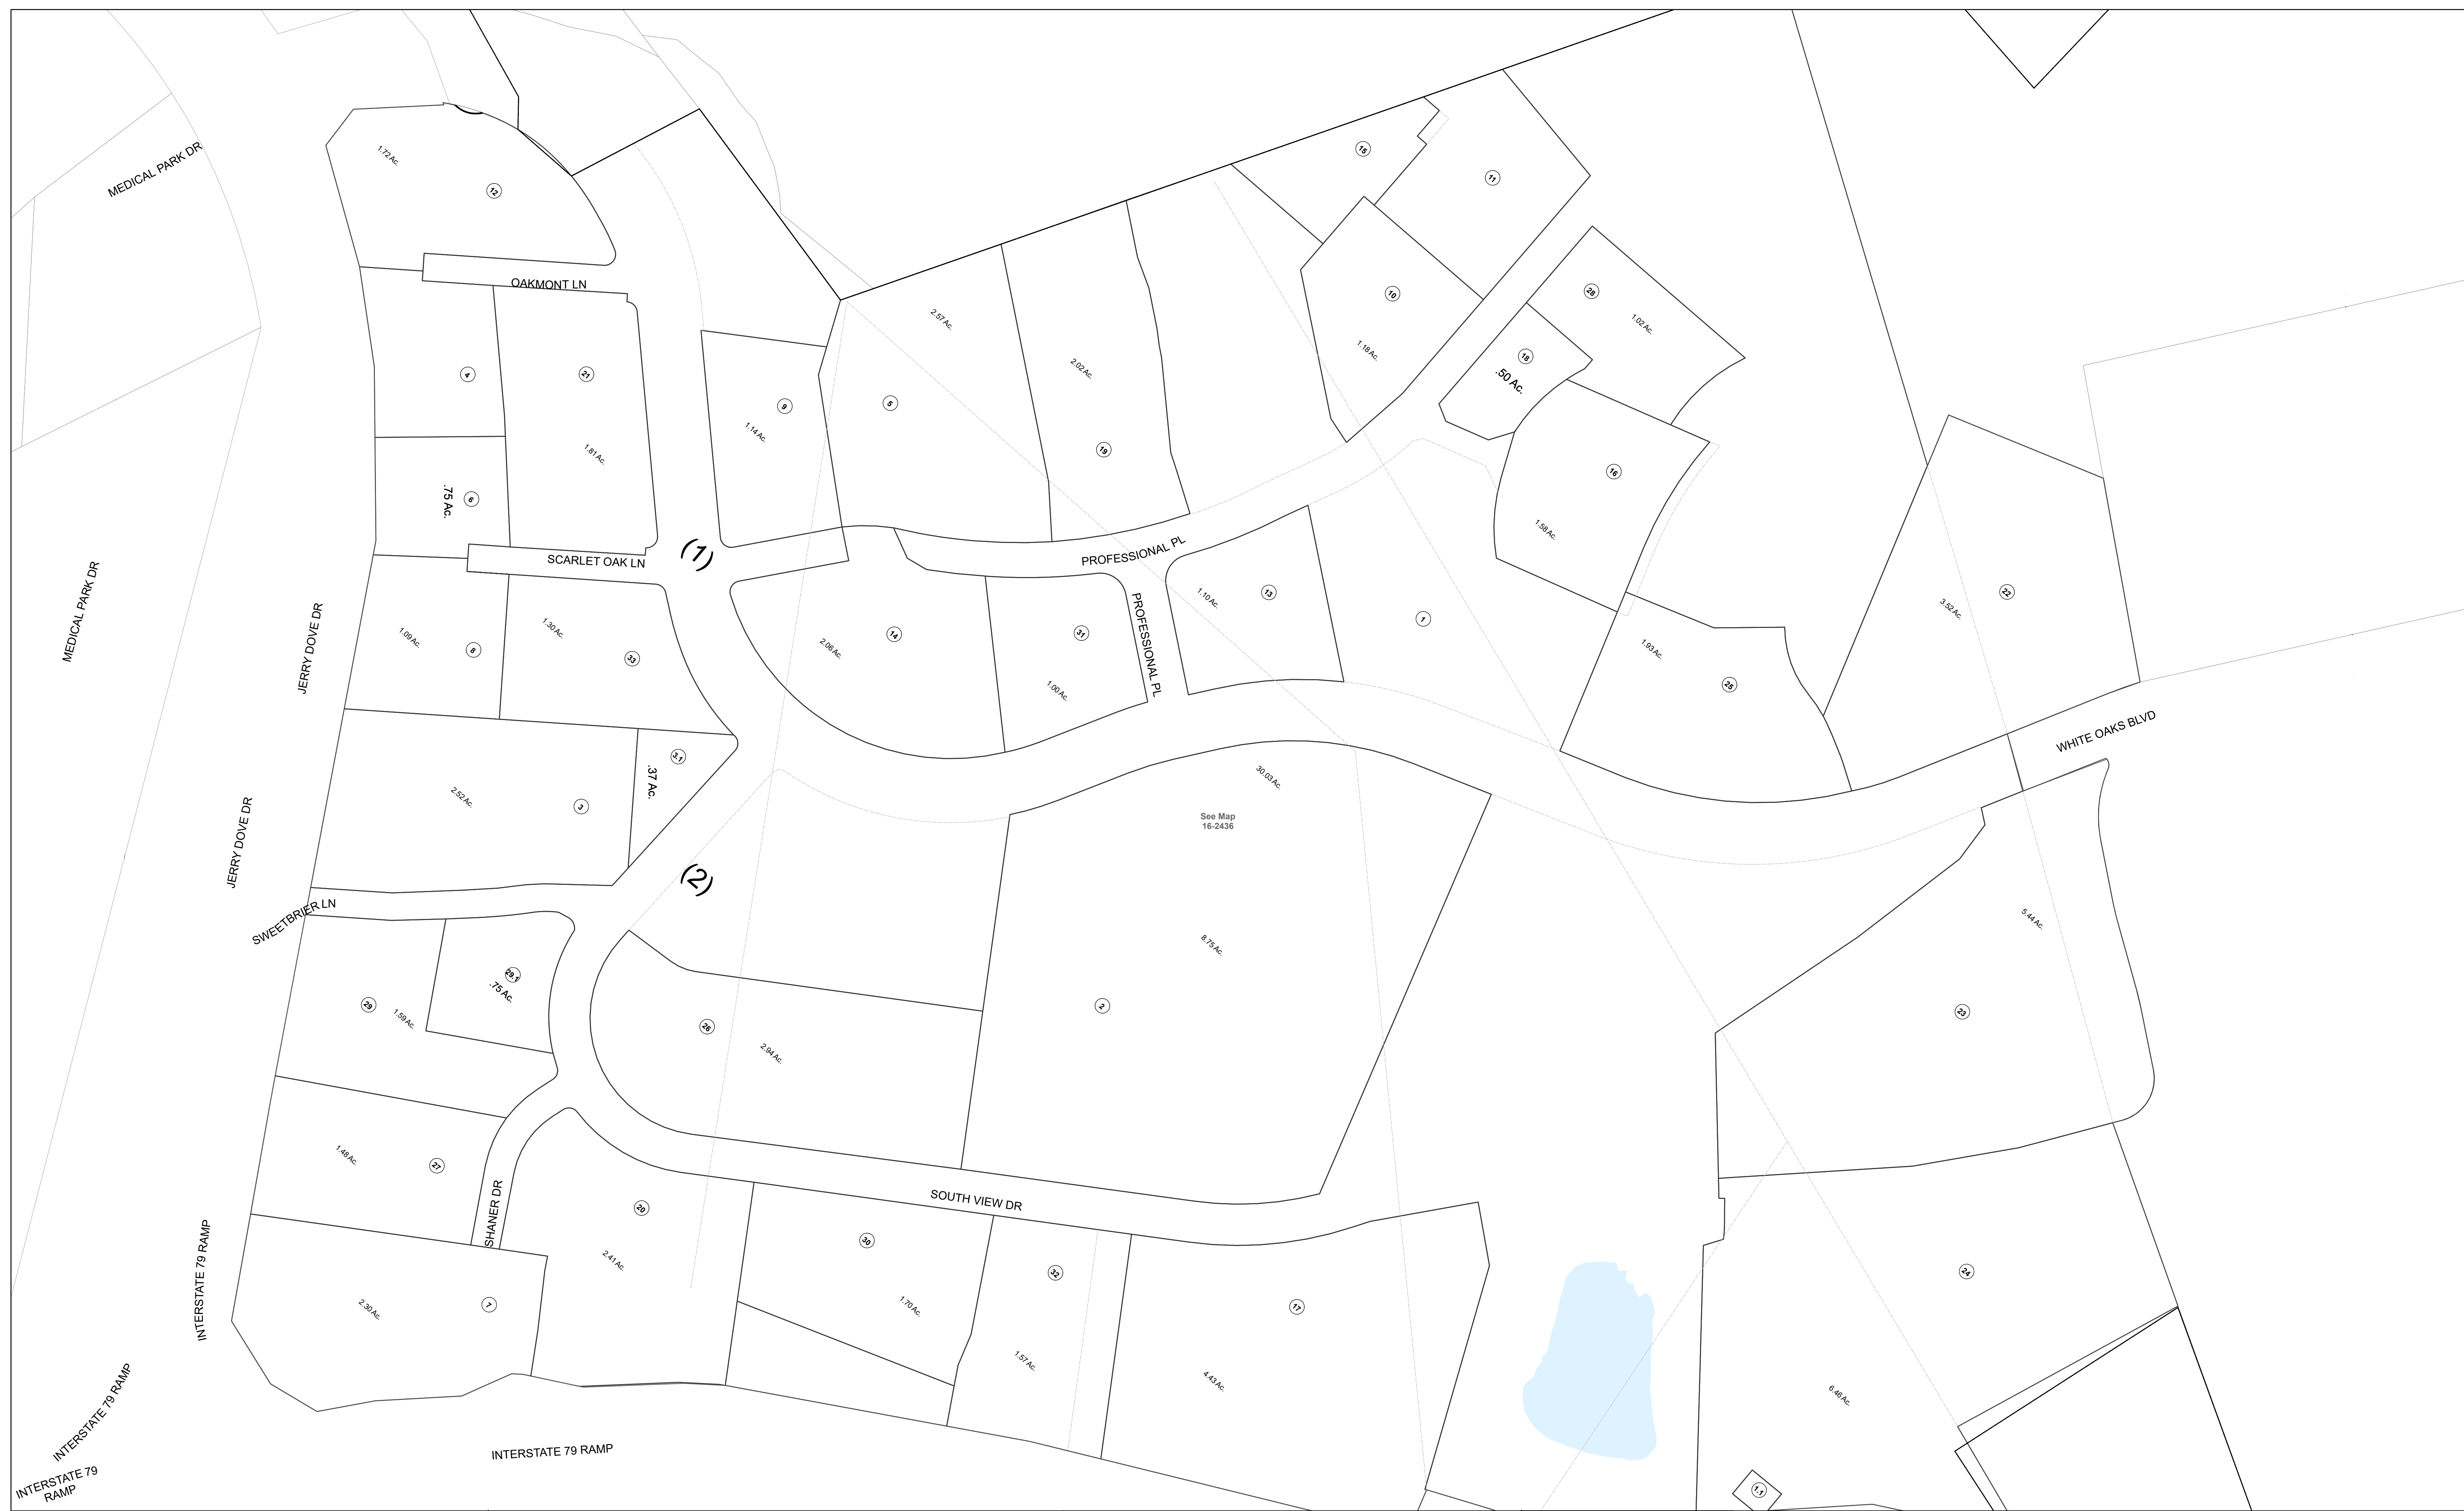 MEDICAL PARK DR
1.72 Ac.
12
15
11
OAKMONT LN
10
28
1.02 Ac.
2.57 Ac.
1.18 Ac.
18
.50 Ac.
4
21
9
5
2.02 Ac.
1.14 Ac.
1.81 Ac.
19
16
.75 Ac.
6
1.58 Ac.
(1)
SCARLET OAK LN
PROFESSIONAL PL
PROFESSIONAL PL
1.10 Ac.
13
1
3.52 Ac.
22
MEDICAL PARK DR
JERRY DOVE DR
1.09 Ac.
8
1.30 Ac.
33
2.06 Ac.
14
31
1.00 Ac.
1.93 Ac.
25
WHITE OAKS BLVD
3.1
.37 Ac.
2.52 Ac.
3
30.03 Ac.
See Map
16-2436
JERRY DOVE DR
(2)
SWEETBRIER LN
5.44 Ac.
8.75 Ac.
29.1
.75 Ac.
29
1.59 Ac.
26
2.94 Ac.
2
23
1.48 Ac.
27
SHANER DR
20
2.41 Ac.
SOUTH VIEW DR
30
1.70 Ac.
32
1.57 Ac.
17
4.43 Ac.
24
6.46 Ac.
INTERSTATE 79 RAMP
2.30 Ac.
7
INTERSTATE 79 RAMP
INTERSTATE 79 RAMP
INTERSTATE 79
RAMP
1.1